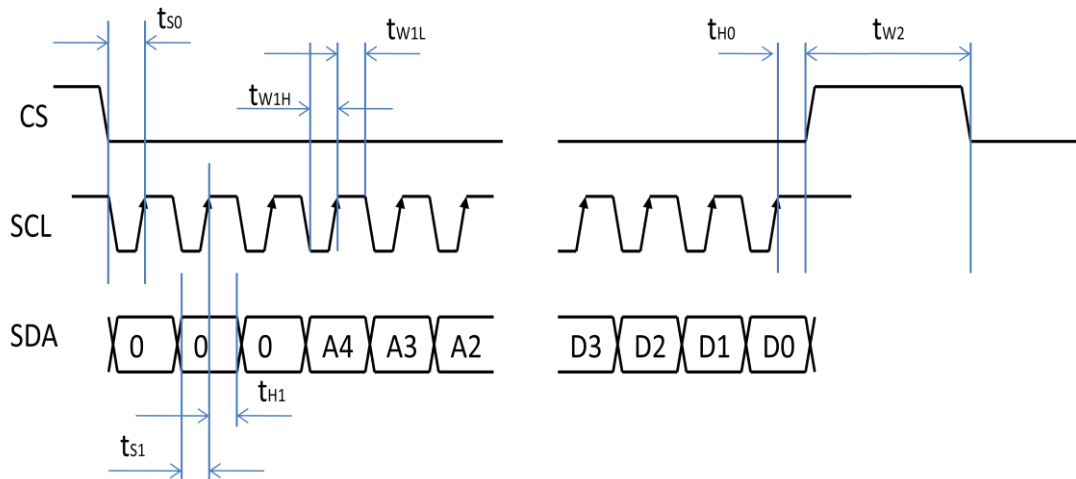 tS0
tW1L
tH0
tW2
tW1H
CS
SCL
SDA
0 0 0 A4 A3 A2 D3 D2 D1 D0
tH1
tS1